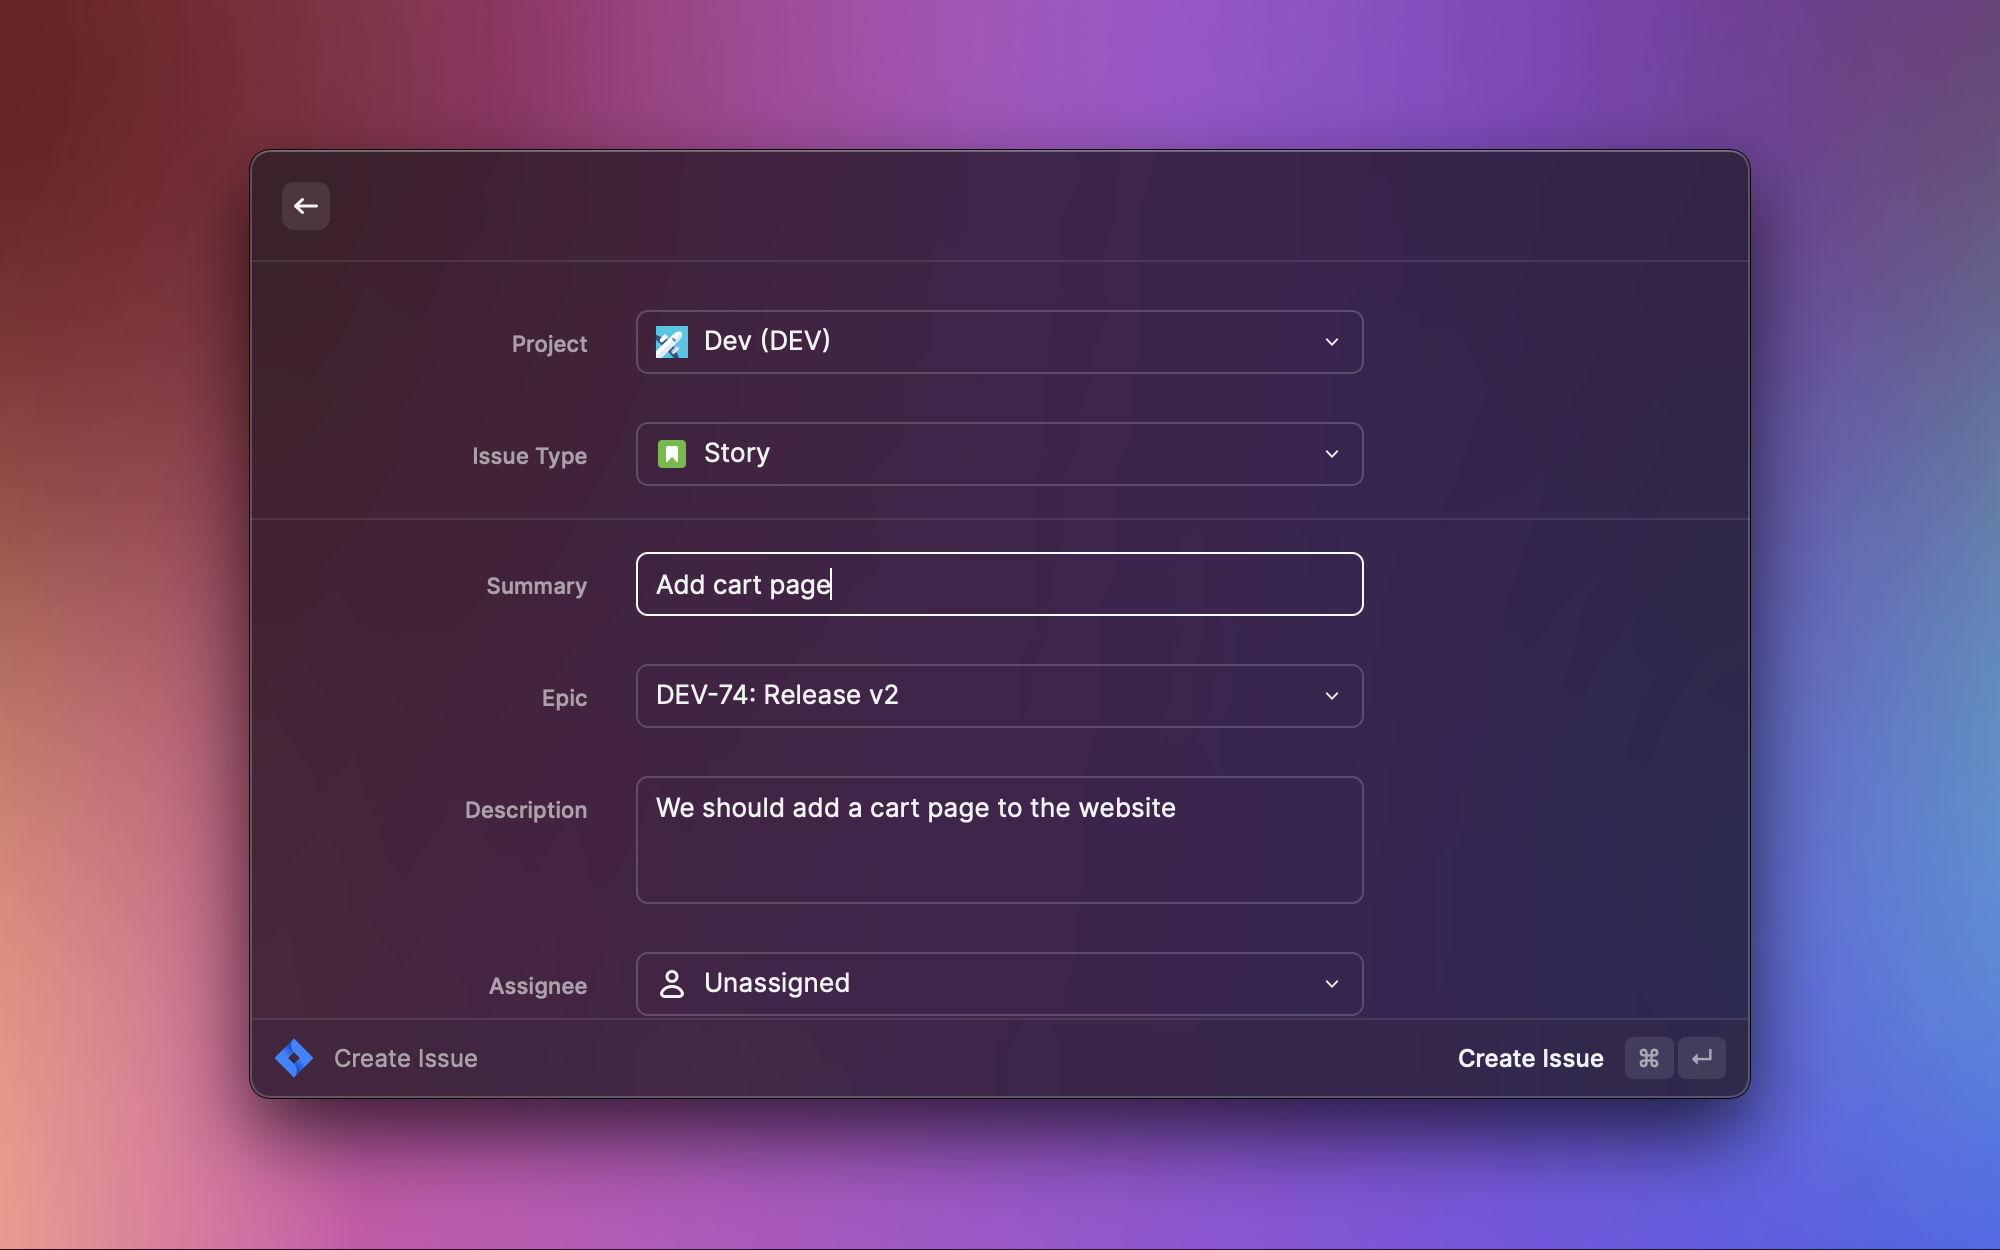 Project
Dev (DEV)
Issue Type
Story
Summary
Add cart page
Epic
DEV-74: Release v2
Description
We should add a cart page to the website
Assignee
Unassigned
Create Issue
Create Issue ⌘ ↵